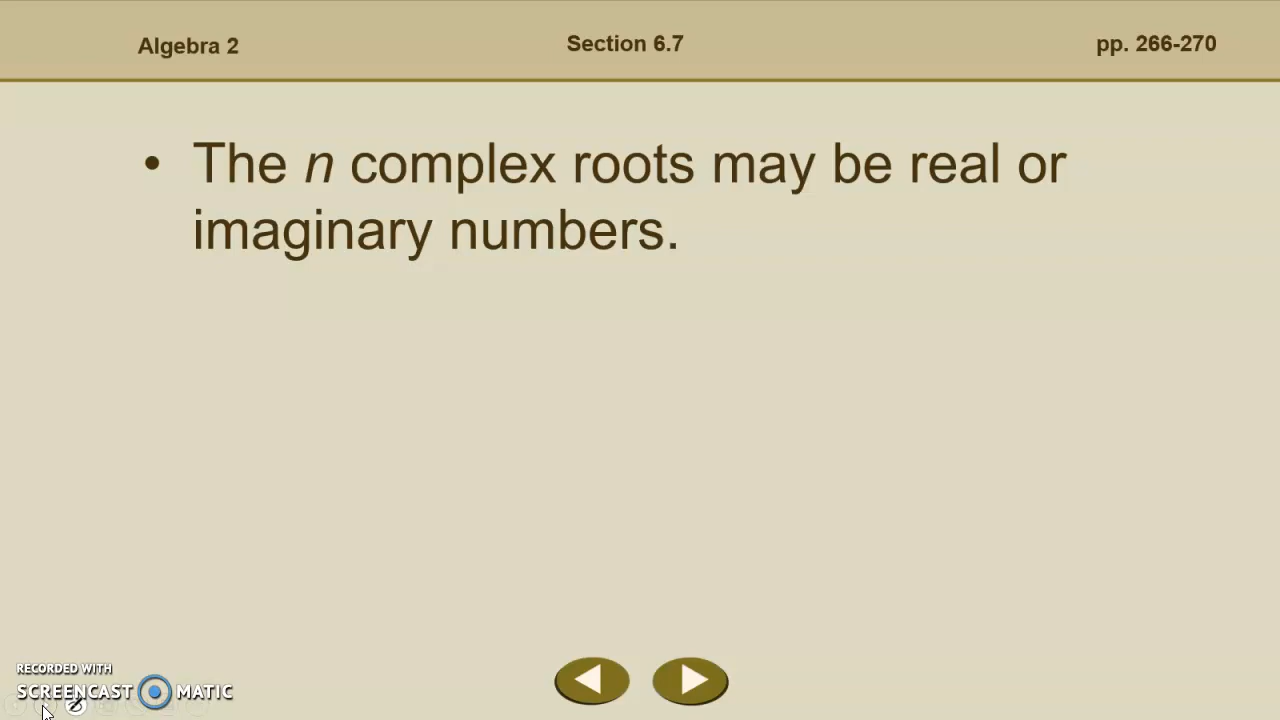 Algebra 2
Section 6.7
pp. 266-270
• The n complex roots may be real or
imaginary numbers.
RECORDED WITH
SCREENCAST MATIC